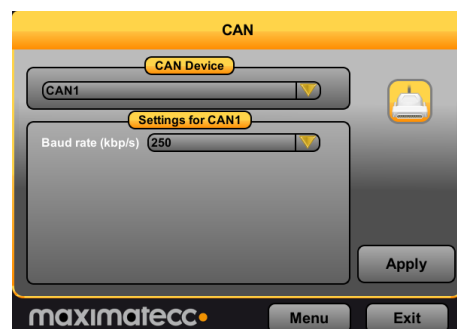 CAN
CAN Device
CAN1
Settings for CAN1
Baud rate (kbp/s) 250
Apply
maximatecc
Menu Exit